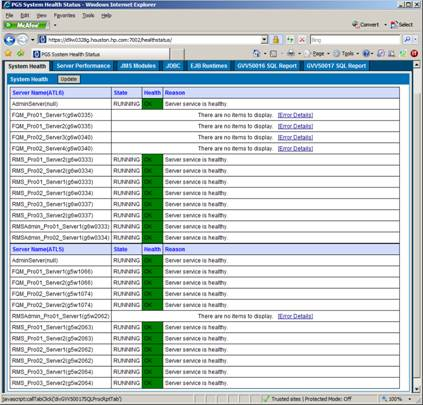 PGS System Health Status - Windows Internet Explorer
File Edit View Favorites Tools Help
McAfee
Convert Select
https://d9w0328g.houston.hp.com:7002/healthstatus/
Bing
PGS System Health Status
Page Tools
System Health Server Performance JMS Modules JDBC EJB Runtimes GVV50016 SQL Report GVV50017 SQL Report
System Health Update
Server Name(ATL6) State Health Reason
AdminServer(null) RUNNING OK Server service is healthy.
FQM_Pro01_Server1(g6w0335) There are no items to display. [Error Details]
FQM_Pro01_Server2(g6w0335) There are no items to display. [Error Details]
FQM_Pro02_Server3(g6w0340) There are no items to display. [Error Details]
FQM_Pro02_Server4(g6w0340) There are no items to display. [Error Details]
RMS_Pro01_Server2(g6w0333) RUNNING OK Server service is healthy.
RMS_Pro02_Server1(g6w0334) RUNNING OK Server service is healthy.
RMS_Pro02_Server2(g6w0334) RUNNING OK Server service is healthy.
RMS_Pro01_Server1(g6w0333) RUNNING OK Server service is healthy.
RMS_Pro03_Server1(g6w0337) RUNNING OK Server service is healthy.
RMS_Pro03_Server2(g6w0337) RUNNING OK Server service is healthy.
RMSAdmin_Pro01_Server1(g6w0333) RUNNING OK Server service is healthy.
RMSAdmin_Pro02_Server1(g6w0334) RUNNING OK Server service is healthy.
Server Name(ATL5) State Health Reason
AdminServer(null) RUNNING OK Server service is healthy.
FQM_Pro01_Server1(g5w1066) RUNNING OK Server service is healthy.
FQM_Pro01_Server2(g5w1066) RUNNING OK Server service is healthy.
FQM_Pro02_Server1(g5w1074) RUNNING OK Server service is healthy.
FQM_Pro02_Server2(g5w1074) RUNNING OK Server service is healthy.
RMSAdmin_Pro01_Server1(g5w2062) There are no items to display. [Error Details]
RMS_Pro02_Server1(g5w2063) RUNNING OK Server service is healthy.
RMS_Pro02_Server2(g5w2063) RUNNING OK Server service is healthy.
RMS_Pro01_Server2(g5w2062) RUNNING OK Server service is healthy.
RMS_Pro01_Server1(g5w2062) RUNNING OK Server service is healthy.
RMS_Pro03_Server1(g5w2064) RUNNING OK Server service is healthy.
RMS_Pro03_Server2(g5w2064) RUNNING OK Server service is healthy.
javascript:callTabClick('divGVV50017SQLProcRptTab') Trusted sites | Protected Mode: Off 100%